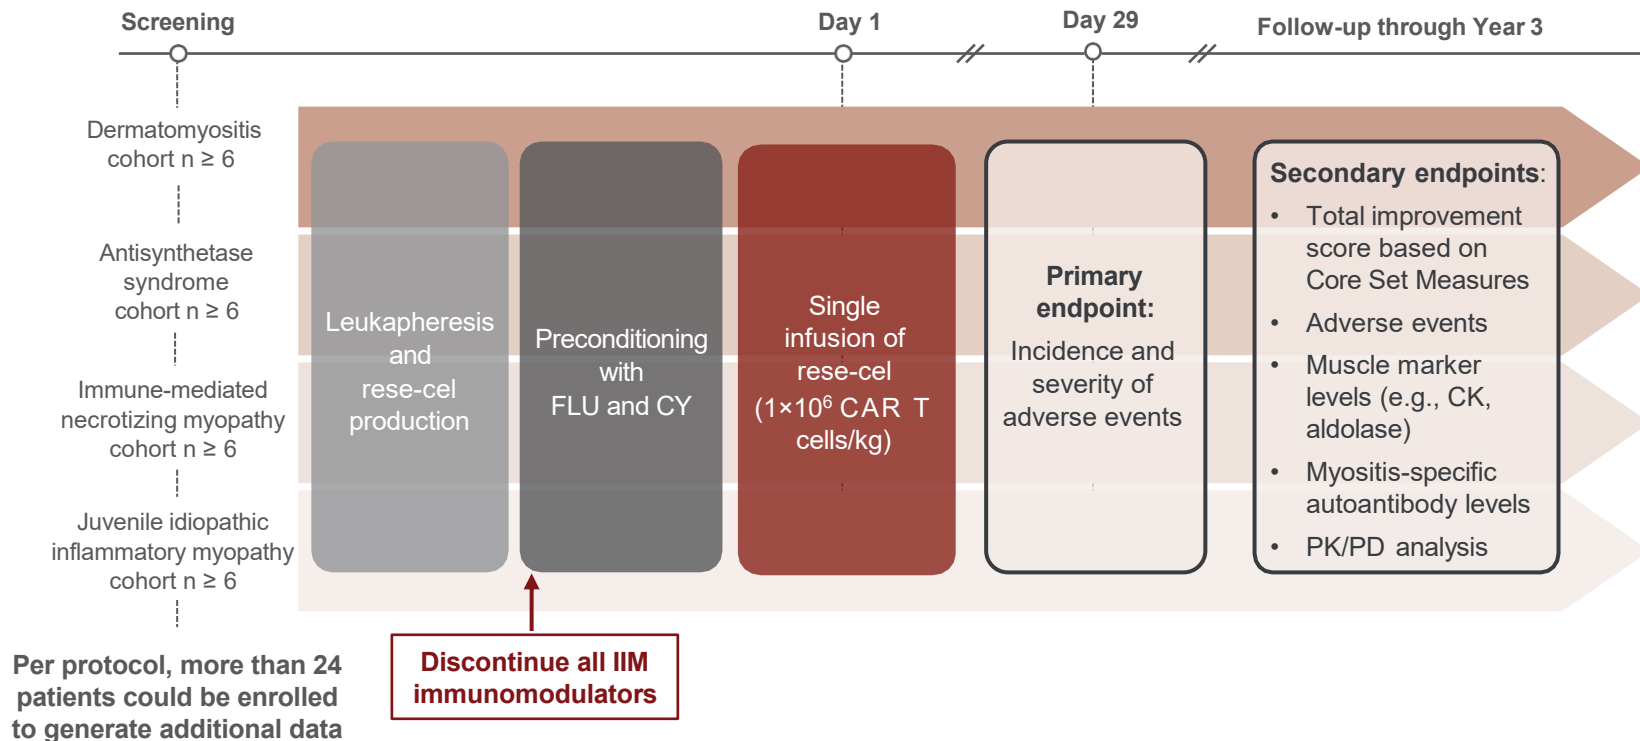 Screening
Day 1
Day 29
Follow-up through Year 3
Dermatomyositis
cohort n ≥ 6
Antisynthetase
syndrome
cohort n ≥ 6
Immune-mediated
necrotizing myopathy
cohort n ≥ 6
Juvenile idiopathic
inflammatory myopathy
cohort n ≥ 6
Per protocol, more than 24
patients could be enrolled
to generate additional data
Leukapheresis
and
rese-cel
production
Preconditioning
with
FLU and CY
Discontinue all IIM
immunomodulators
Single
infusion of
rese-cel
(1×10⁶ CAR T
cells/kg)
Primary
endpoint:
Incidence and
severity of
adverse events
Secondary endpoints:
• Total improvement
score based on
Core Set Measures
• Adverse events
• Muscle marker
levels (e.g., CK,
aldolase)
• Myositis-specific
autoantibody levels
• PK/PD analysis